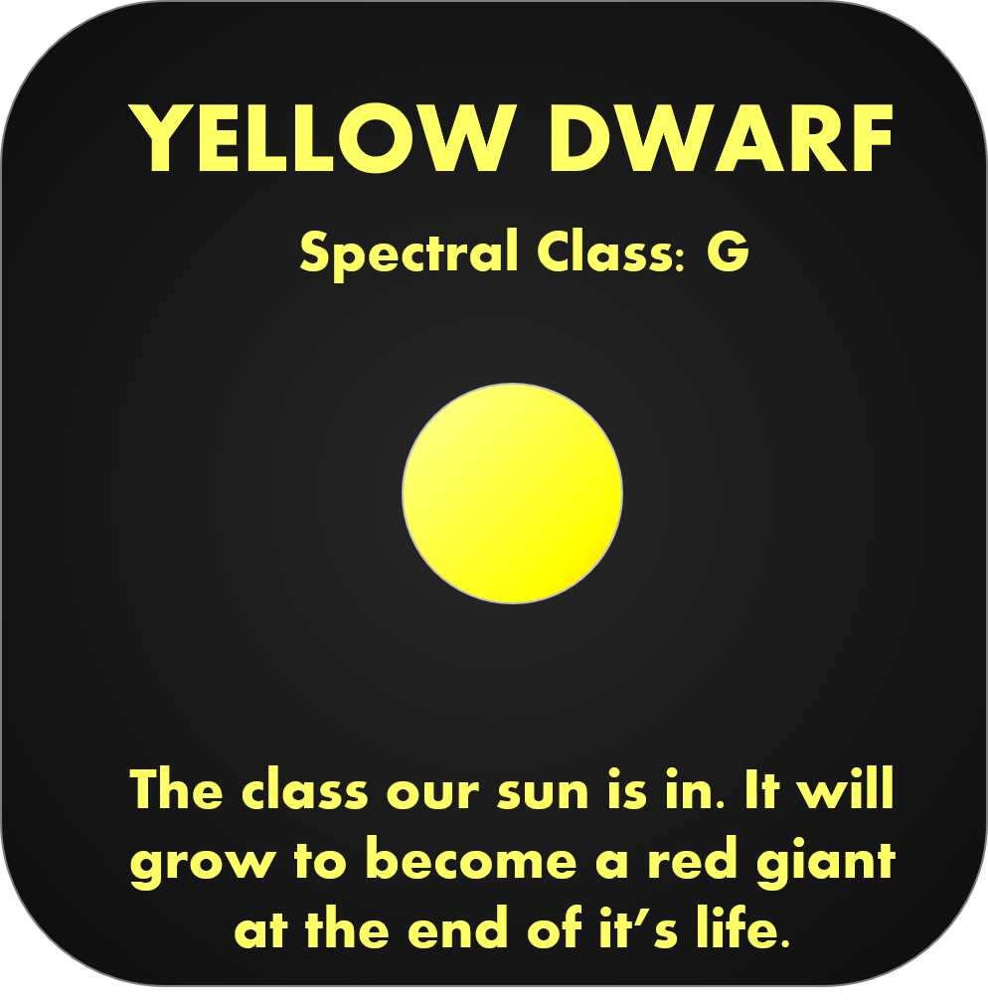 YELLOW DWARF
Spectral Class: G
The class our sun is in. It will
grow to become a red giant
at the end of it’s life.